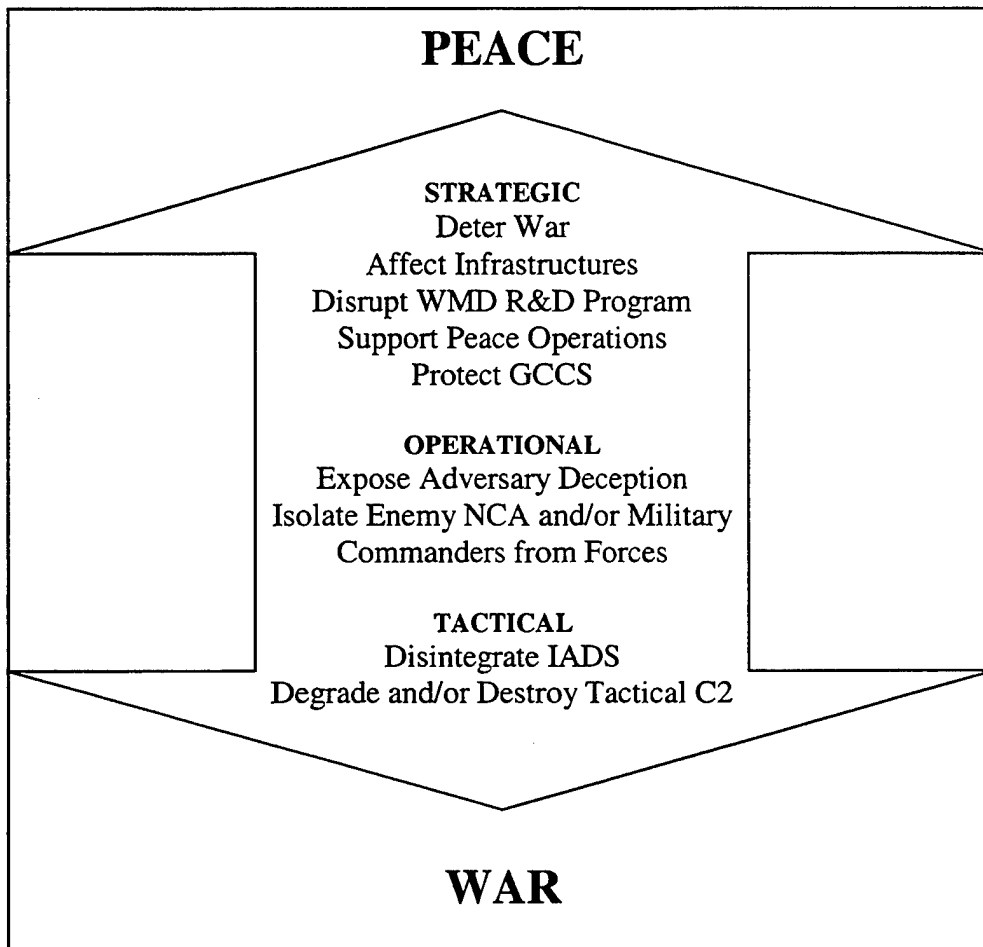 PEACE
STRATEGIC
Deter War
Affect Infrastructures
Disrupt WMD R&D Program
Support Peace Operations
Protect GCCS
OPERATIONAL
Expose Adversary Deception
Isolate Enemy NCA and/or Military
Commanders from Forces
TACTICAL
Disintegrate IADS
Degrade and/or Destroy Tactical C2
WAR